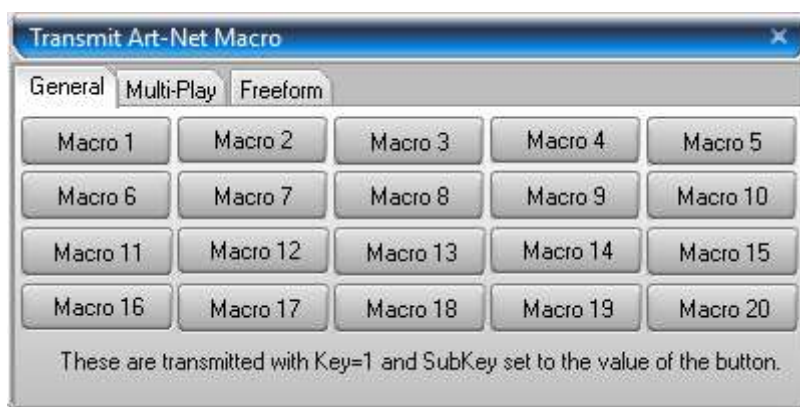 Transmit Art-Net Macro
General Multi-Play Freeform
Macro 1 Macro 2 Macro 3 Macro 4 Macro 5
Macro 6 Macro 7 Macro 8 Macro 9 Macro 10
Macro 11 Macro 12 Macro 13 Macro 14 Macro 15
Macro 16 Macro 17 Macro 18 Macro 19 Macro 20
These are transmitted with Key=1 and SubKey set to the value of the button.